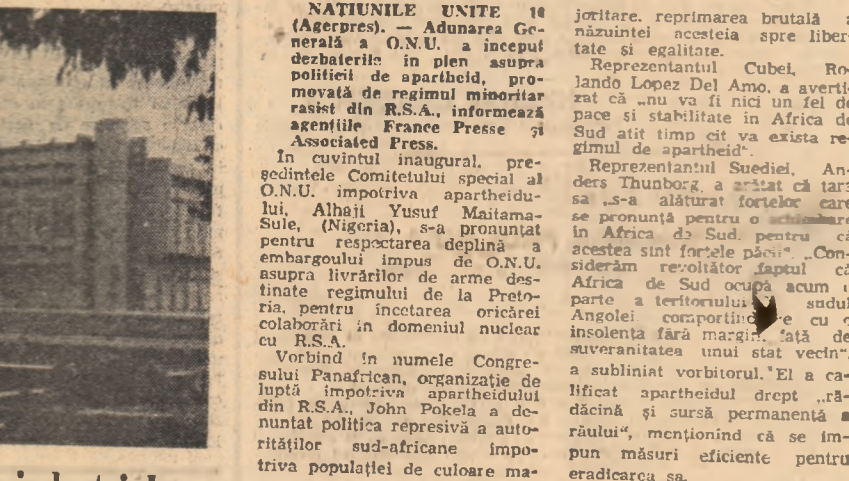 NAȚIUNILE UNITE 16
(Agerpres). — Adunarea Ge-
nerală a O.N.U. a început
dezbaterile în plen asupra
politicii de apartheid, pro-
movată de regimul minoritar
rasist din R.S.A., informează
agențiile France Presse și
Associated Press.
În cuvîntul inaugural, pre-
ședintele Comitetului special al
O.N.U. împotriva apartheidu-
lui, Alhaji Yusuf Maitama-
Sule, (Nigeria), s-a pronunțat
pentru respectarea deplină a
embargoului impus de O.N.U.
asupra livrărilor de arme des-
tinate regimului de la Preto-
ria, pentru încetarea oricărei
colaborări în domeniul nuclear
cu R.S.A.
Vorbind în numele Congre-
sului Panafrican, organizație de
luptă împotriva apartheidului
din R.S.A., John Pokela a de-
nunțat politica represivă a auto-
rităților sud-africane împo-
triva populației de culoare ma-
joritare, reprimarea brutală a
năzuinței acesteia spre liber-
tate și egalitate.
Reprezentantul Cubei, Ro-
lando Lopez Del Amo, a averti-
zat că „nu va fi nici un fel de
pace și stabilitate în Africa de
Sud atît timp cît va exista re-
gimul de apartheid“.
Reprezentantul Suediei, An-
ders Thunborg, a arătat că țara
sa „s-a alăturat forțelor care
se pronunță pentru o schimbare
în Africa de Sud, pentru că
acestea sînt forțele păcii“. „Con-
siderăm revoltător faptul că
Africa de Sud ocupă acum o
parte a teritoriului sudul
Angolei, cu o
insolență fără margini față de
suveranitatea unui stat vecin“,
a subliniat vorbitorul. El a ca-
lificat apartheidul drept „ră-
dăcină și sursă permanentă a
răului“, menționînd că se im-
pun măsuri eficiente pentru
eradicarea sa.